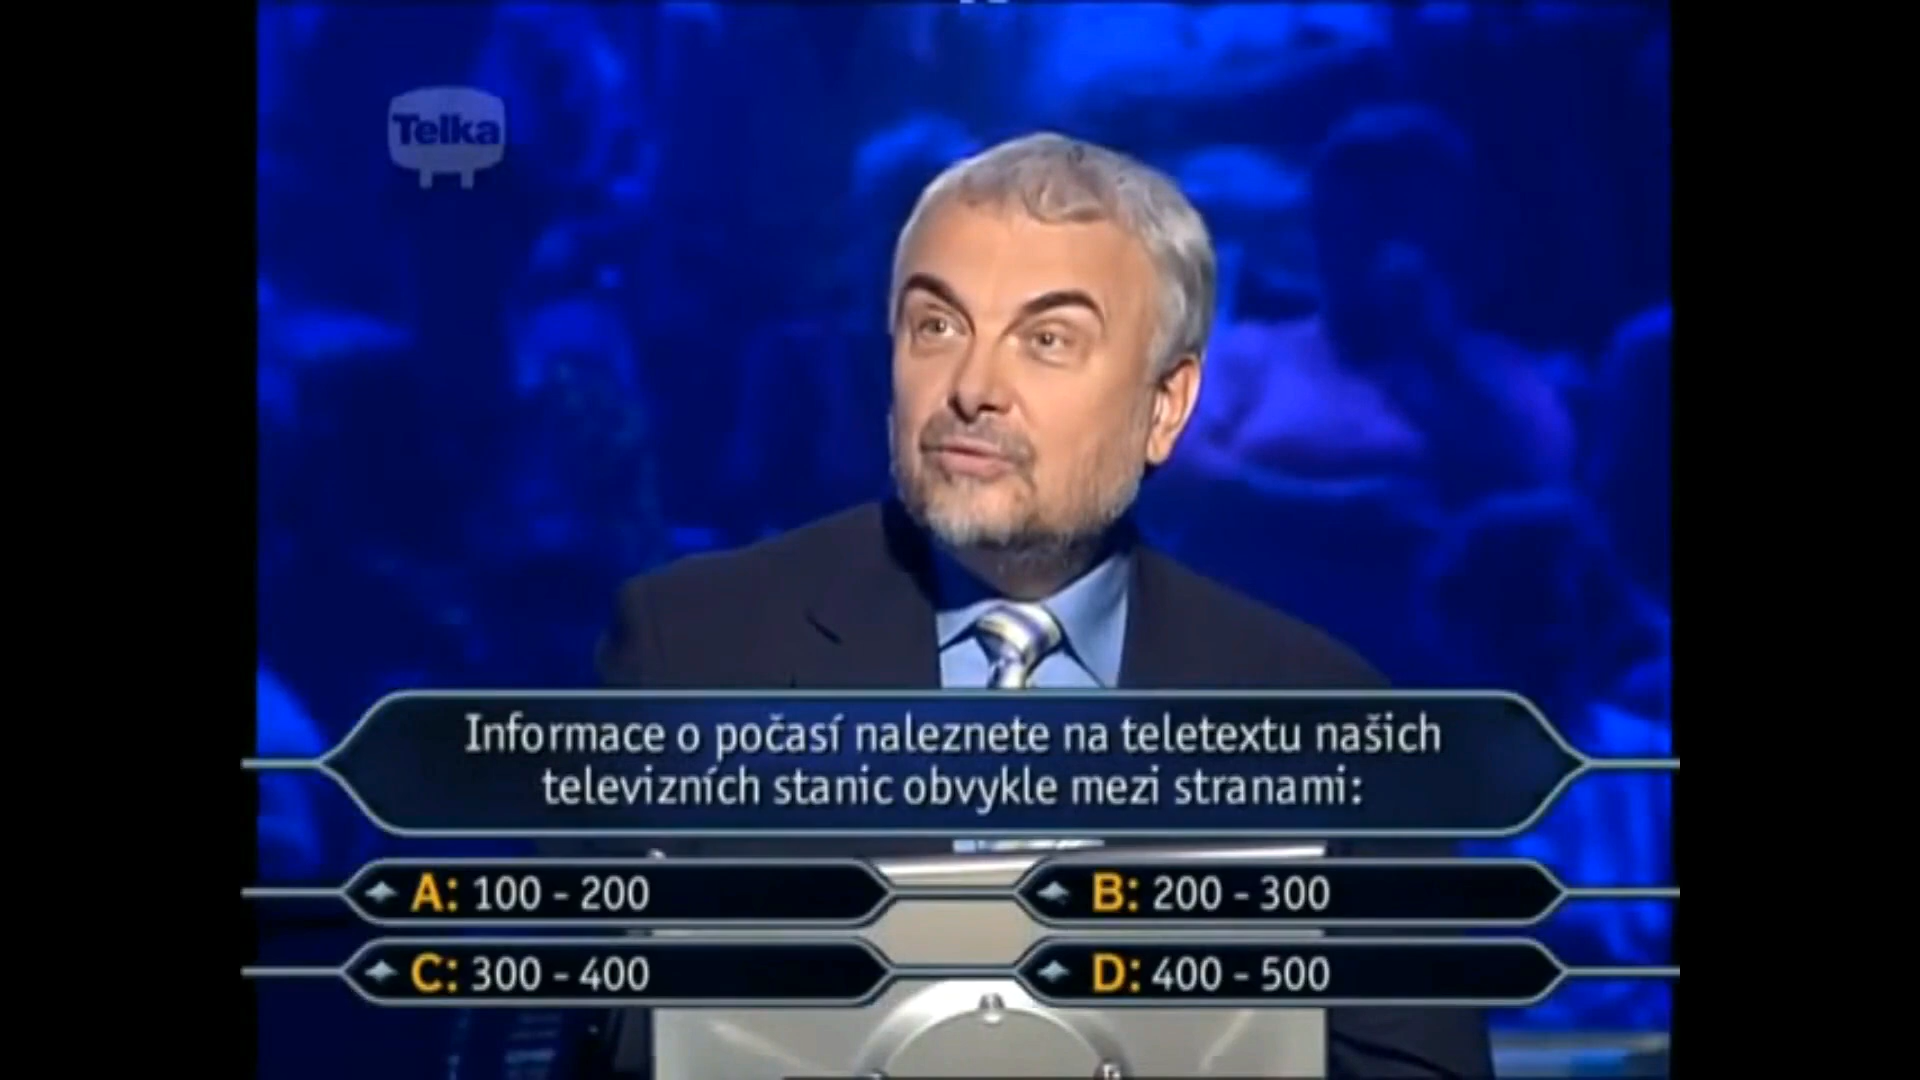 Telka
Informace o počasí naleznete na teletextu našich
televizních stanic obvykle mezi stranami:
A: 100 - 200
B: 200 - 300
C: 300 - 400
D: 400 - 500